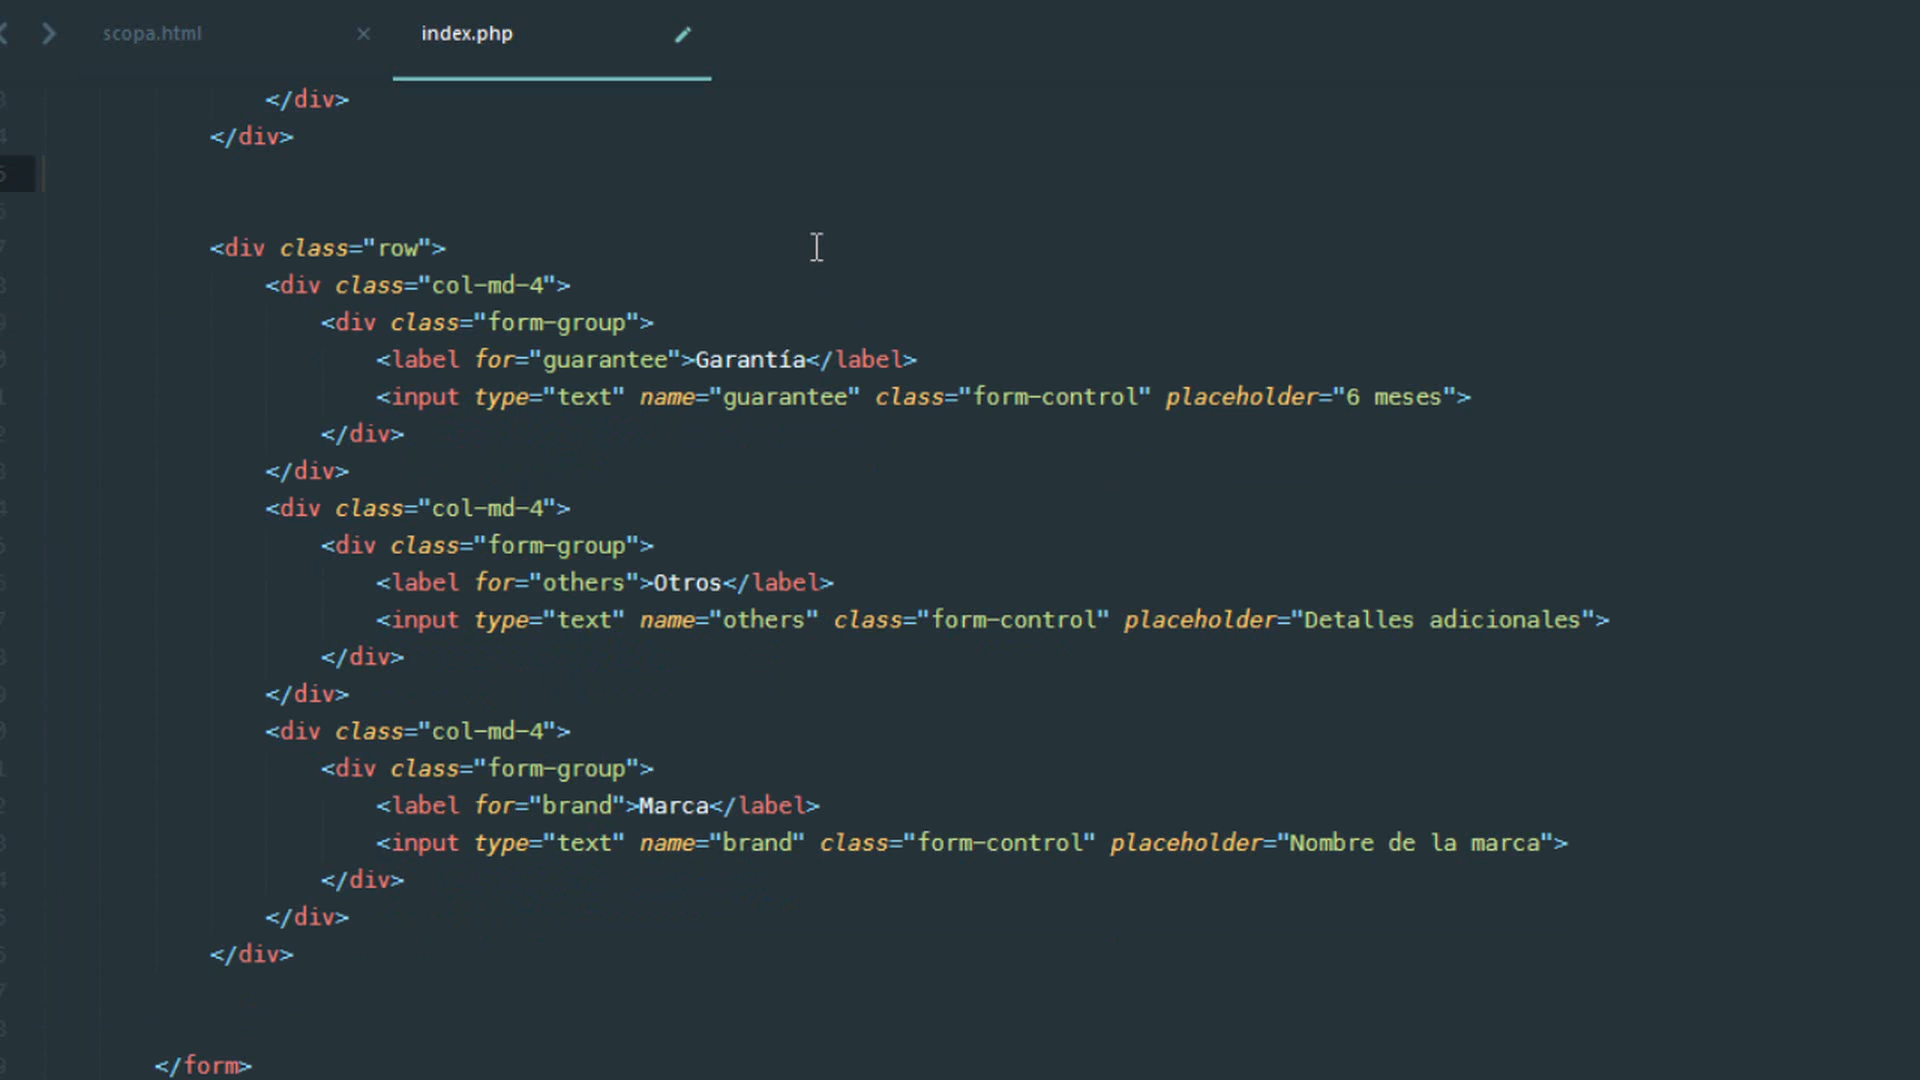 scopa.html × index.php
</div>
</div>
<div class="row">
<div class="col-md-4">
<div class="form-group">
<label for="guarantee">Garantía</label>
<input type="text" name="guarantee" class="form-control" placeholder="6 meses">
</div>
</div>
<div class="col-md-4">
<div class="form-group">
<label for="others">Otros</label>
<input type="text" name="others" class="form-control" placeholder="Detalles adicionales">
</div>
</div>
<div class="col-md-4">
<div class="form-group">
<label for="brand">Marca</label>
<input type="text" name="brand" class="form-control" placeholder="Nombre de la marca">
</div>
</div>
</div>
</form>